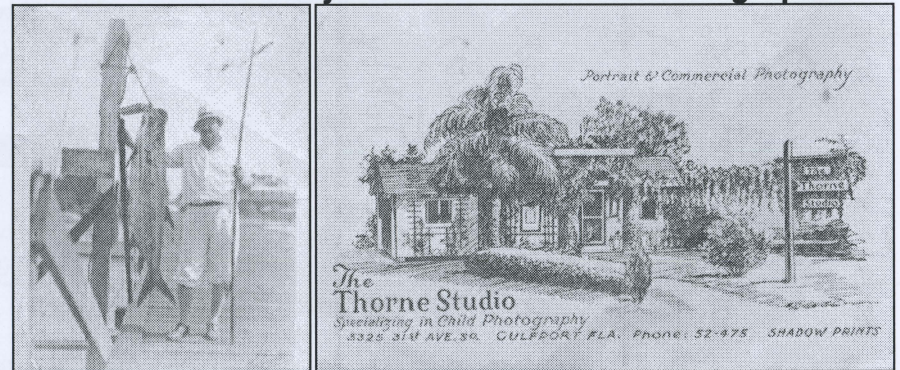 Portrait & Commercial Photography
The
Thorne
Studio
The
Thorne Studio
Specializing in Child Photography
3325 31st AVE. SO. GULFPORT FLA. Phone: 52-475 SHADOW PRINTS